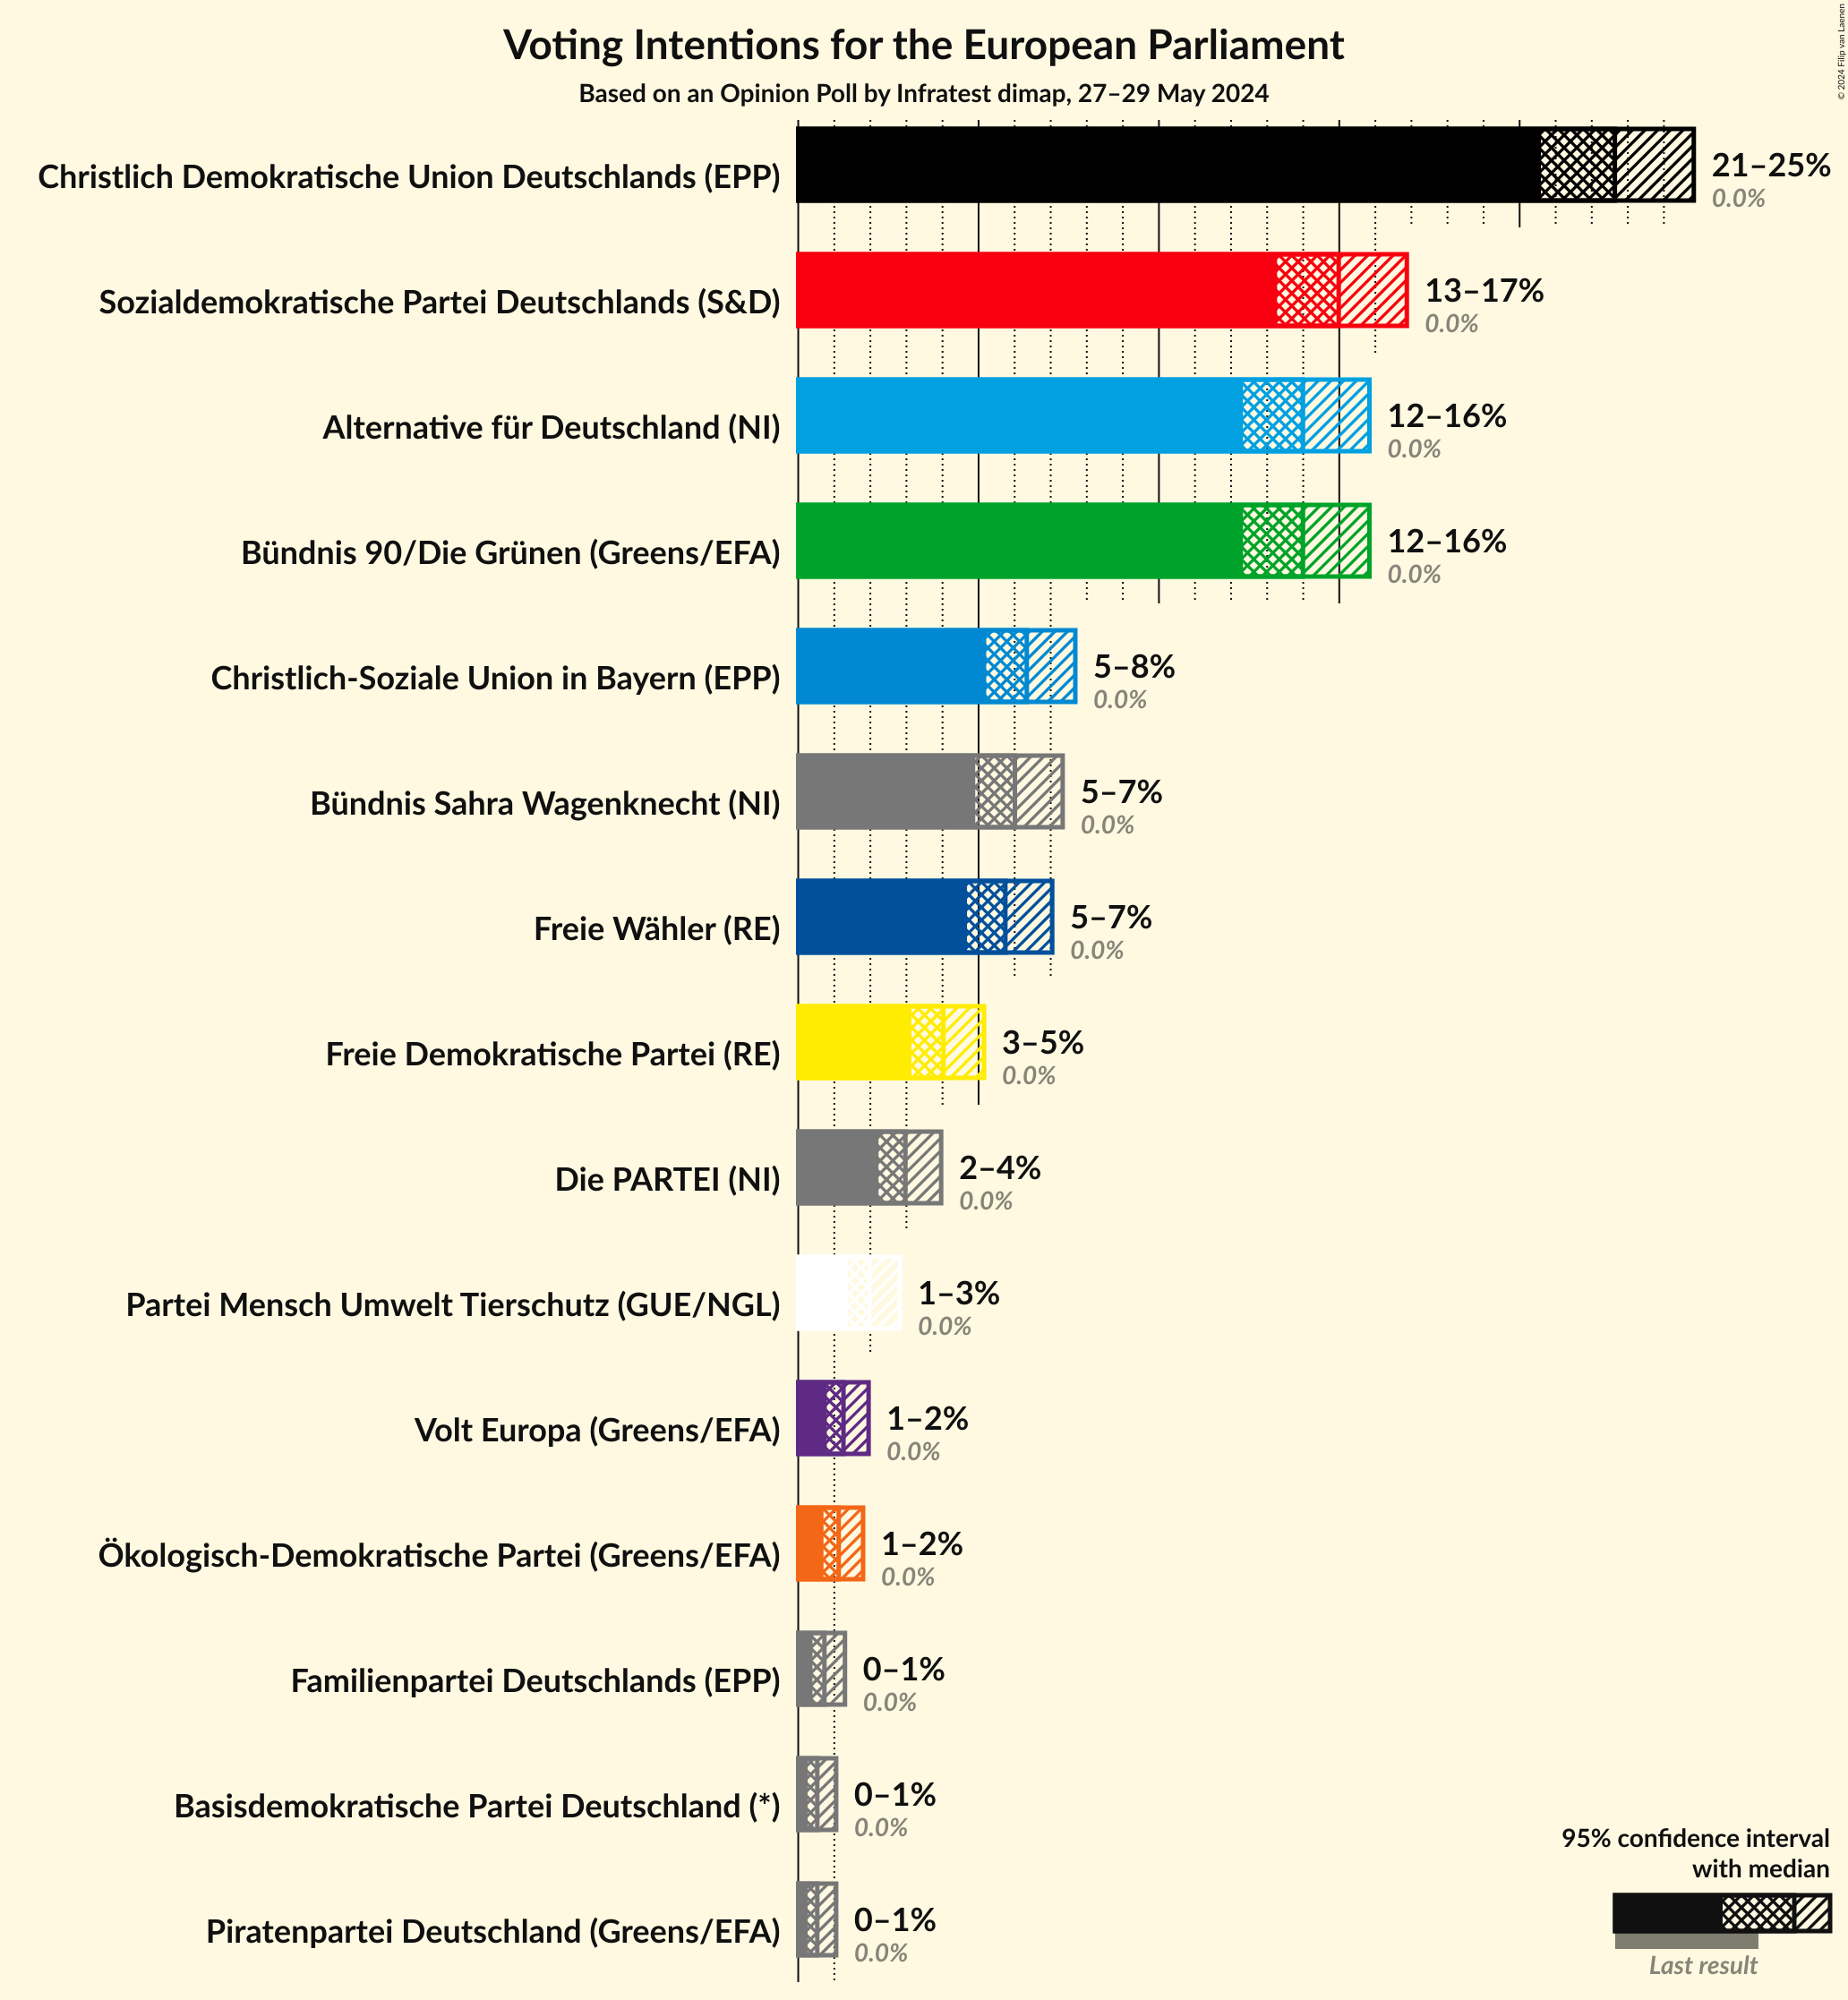 Voting Intentions for the European Parliament
Based on an Opinion Poll by Infratest dimap, 27–29 May 2024
© 2024 Filip van Laenen
Christlich Demokratische Union Deutschlands (EPP)
21–25%
0.0%
Sozialdemokratische Partei Deutschlands (S&D)
13–17%
0.0%
Alternative für Deutschland (NI)
12–16%
0.0%
Bündnis 90/Die Grünen (Greens/EFA)
12–16%
0.0%
Christlich-Soziale Union in Bayern (EPP)
5–8%
0.0%
Bündnis Sahra Wagenknecht (NI)
5–7%
0.0%
Freie Wähler (RE)
5–7%
0.0%
Freie Demokratische Partei (RE)
3–5%
0.0%
Die PARTEI (NI)
2–4%
0.0%
Partei Mensch Umwelt Tierschutz (GUE/NGL)
1–3%
0.0%
Volt Europa (Greens/EFA)
1–2%
0.0%
Ökologisch-Demokratische Partei (Greens/EFA)
1–2%
0.0%
Familienpartei Deutschlands (EPP)
0–1%
0.0%
Basisdemokratische Partei Deutschland (*)
0–1%
0.0%
Piratenpartei Deutschland (Greens/EFA)
0–1%
0.0%
95% confidence interval
with median
Last result